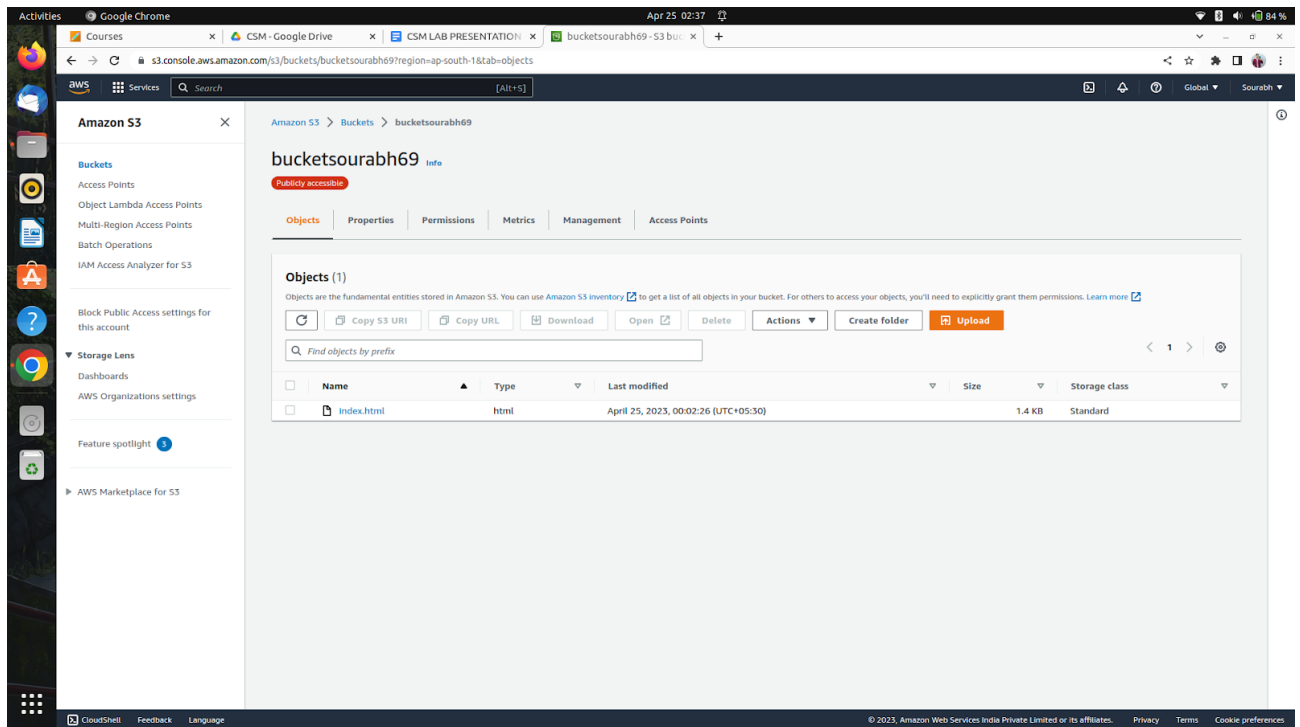 Activities Google Chrome Apr 25 02:37 84 %
Courses CSM - Google Drive CSM LAB PRESENTATION bucketsourabh69 - S3 buc
s3.console.aws.amazon.com/s3/buckets/bucketsourabh69?region=ap-south-1&tab=objects
aws Services Search [Alt+S] Global Sourabh
Amazon S3
Buckets
Access Points
Object Lambda Access Points
Multi-Region Access Points
Batch Operations
IAM Access Analyzer for S3
Block Public Access settings for
this account
Storage Lens
Dashboards
AWS Organizations settings
Feature spotlight 3
AWS Marketplace for S3
Amazon S3 > Buckets > bucketsourabh69
bucketsourabh69 Info
Publicly accessible
Objects Properties Permissions Metrics Management Access Points
Objects (1)
Objects are the fundamental entities stored in Amazon S3. You can use Amazon S3 inventory to get a list of all objects in your bucket. For others to access your objects, you'll need to explicitly grant them permissions. Learn more
Copy S3 URI Copy URL Download Open Delete Actions Create folder Upload
Find objects by prefix < 1 >
Name Type Last modified Size Storage class
Index.html html April 25, 2023, 00:02:26 (UTC+05:30) 1.4 KB Standard
CloudShell Feedback Language © 2023, Amazon Web Services India Private Limited or its affiliates. Privacy Terms Cookie preferences